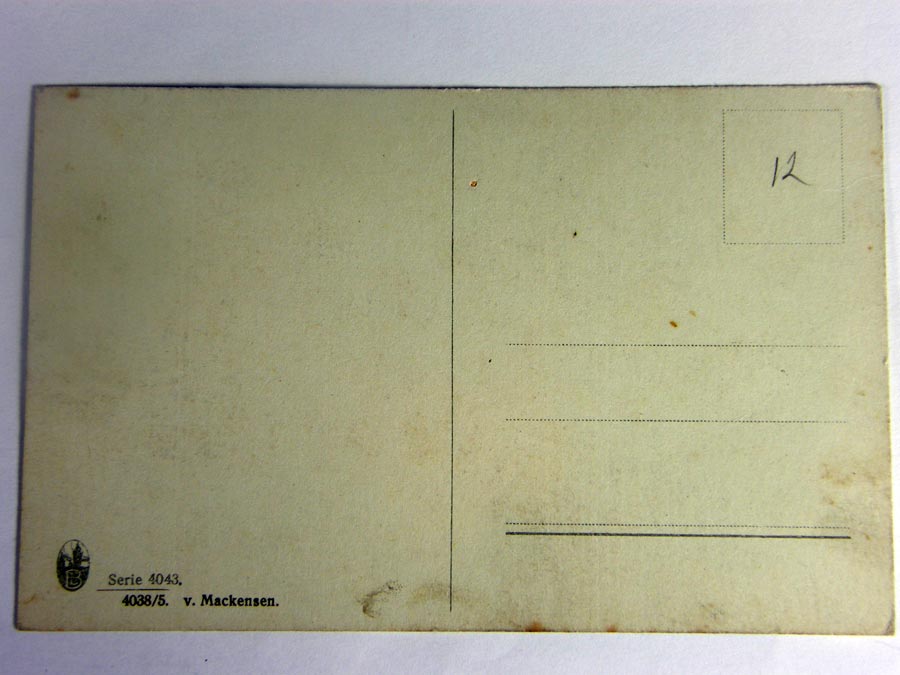 12
Serie 4043.
4038/5. v. Mackensen.